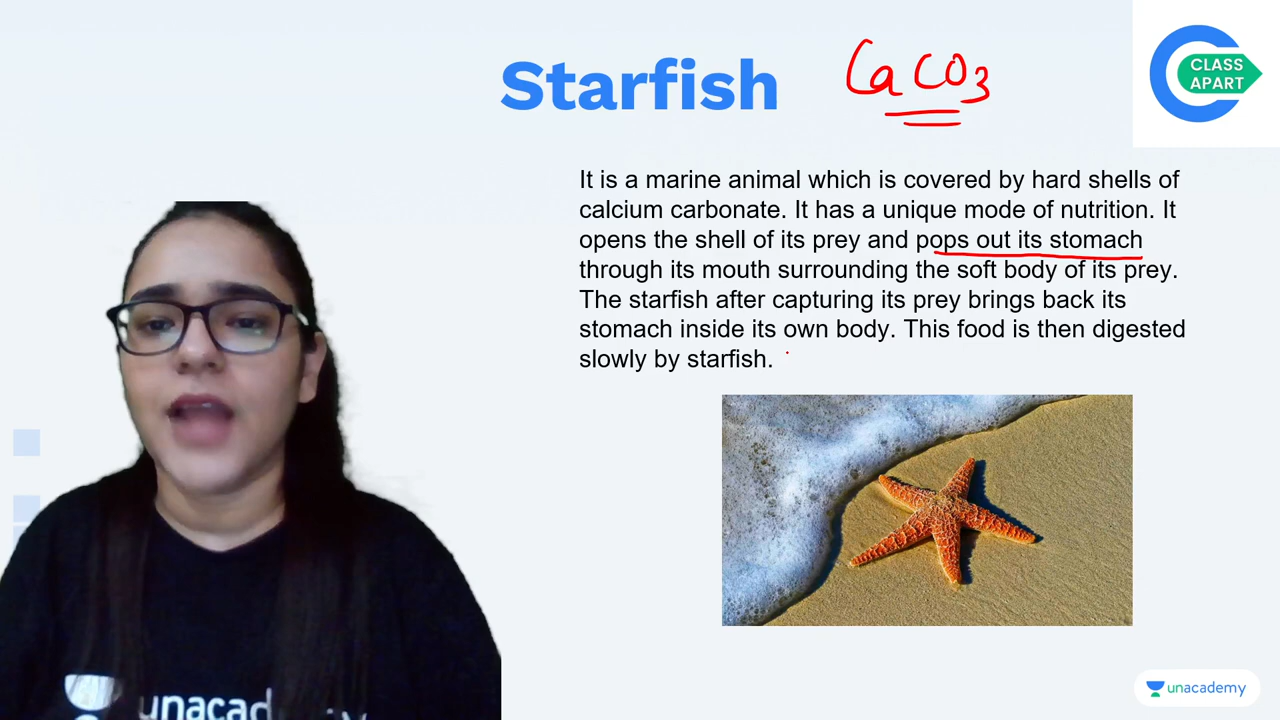 Starfish
CaCO3
CLASS
APART
It is a marine animal which is covered by hard shells of
calcium carbonate. It has a unique mode of nutrition. It
opens the shell of its prey and pops out its stomach
through its mouth surrounding the soft body of its prey.
The starfish after capturing its prey brings back its
stomach inside its own body. This food is then digested
slowly by starfish.
unacademy